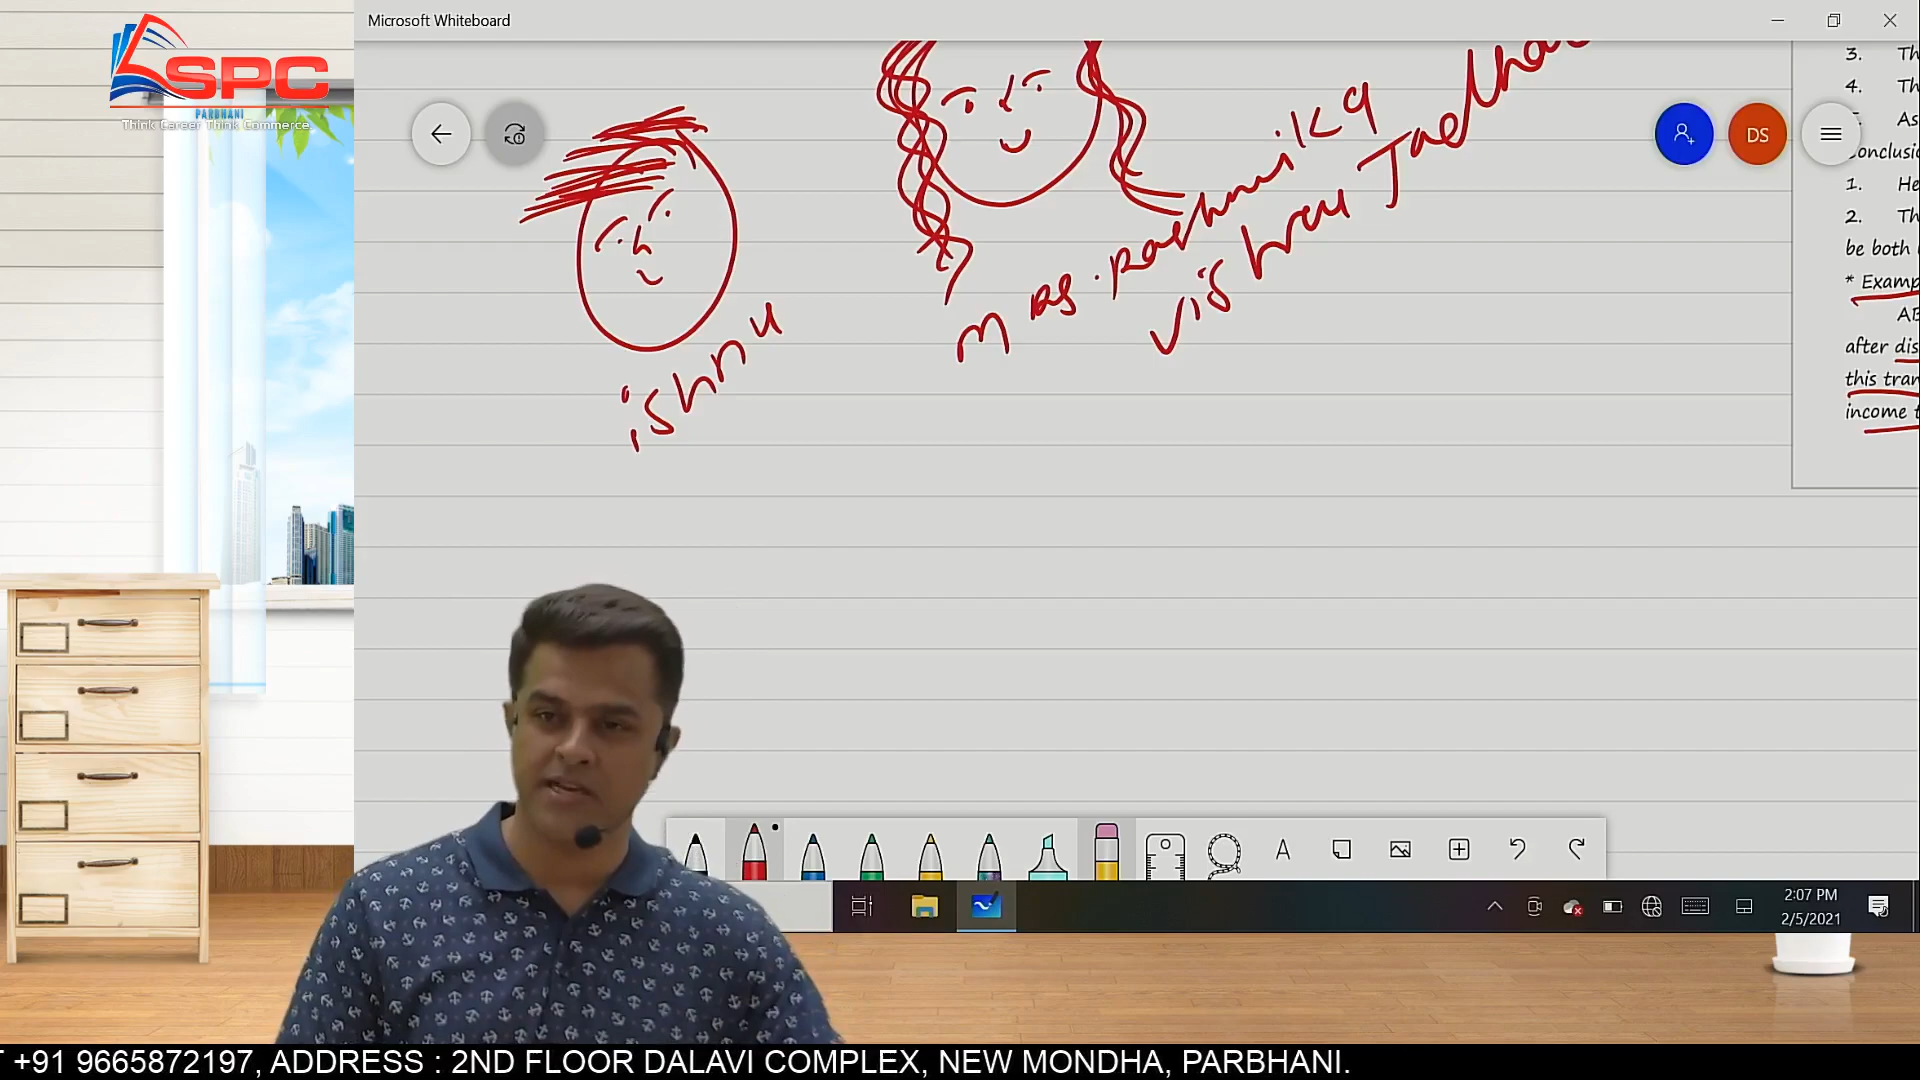 Microsoft Whiteboard
SPC
PARBHANI
Think Career Think Commerce.
DS
3. Th
4. Th
As
onclusio
1. He
2. Th
be both
* Examp
AB
after dis
this tran
income t
mrs. Rashmika
vishnu Jadhav
ishnu
A
2:07 PM
2/5/2021
T +91 9665872197, ADDRESS : 2ND FLOOR DALAVI COMPLEX, NEW MONDHA, PARBHANI.